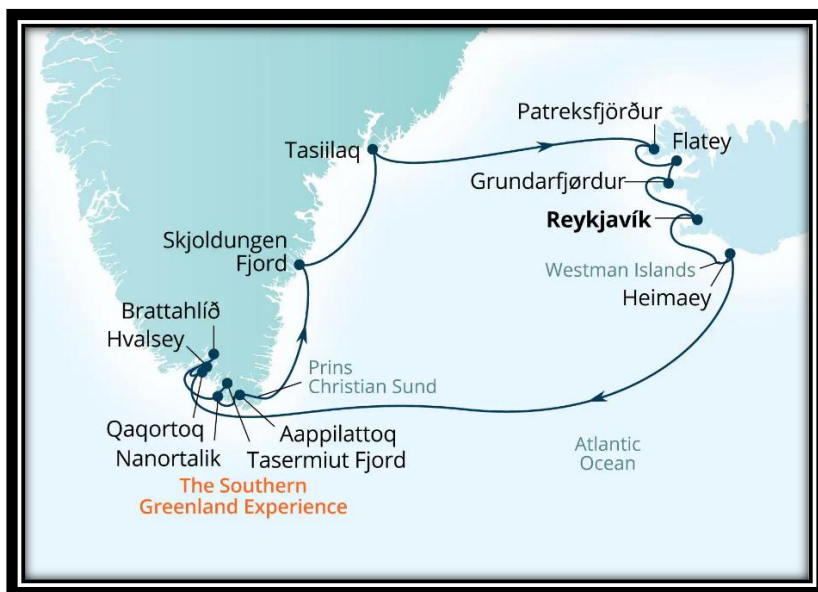 Patreksfjörður
Flatey
Tasiilaq
Grundarfjørdur
Reykjavík
Skjoldungen
Fjord
Westman Islands
Heimaey
Brattahlíð
Hvalsey
Prins
Christian Sund
Qaqortoq
Aappilattoq
Nanortalik
Tasermiut Fjord
Atlantic
Ocean
The Southern
Greenland Experience